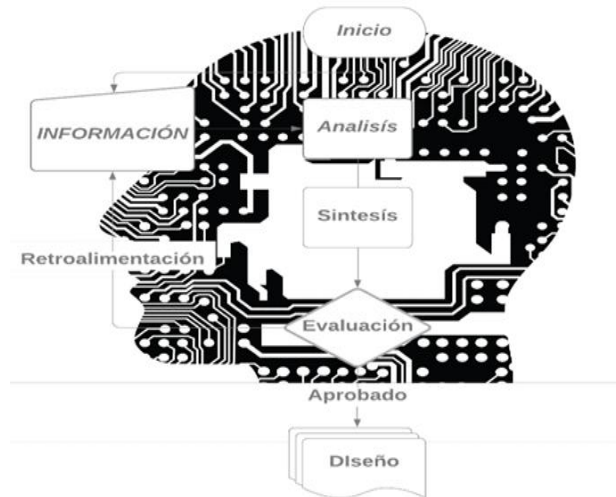 Inicio
INFORMACIÓN
Analisís
Sintesís
Retroalimentación
Evaluación
Aprobado
DIseño